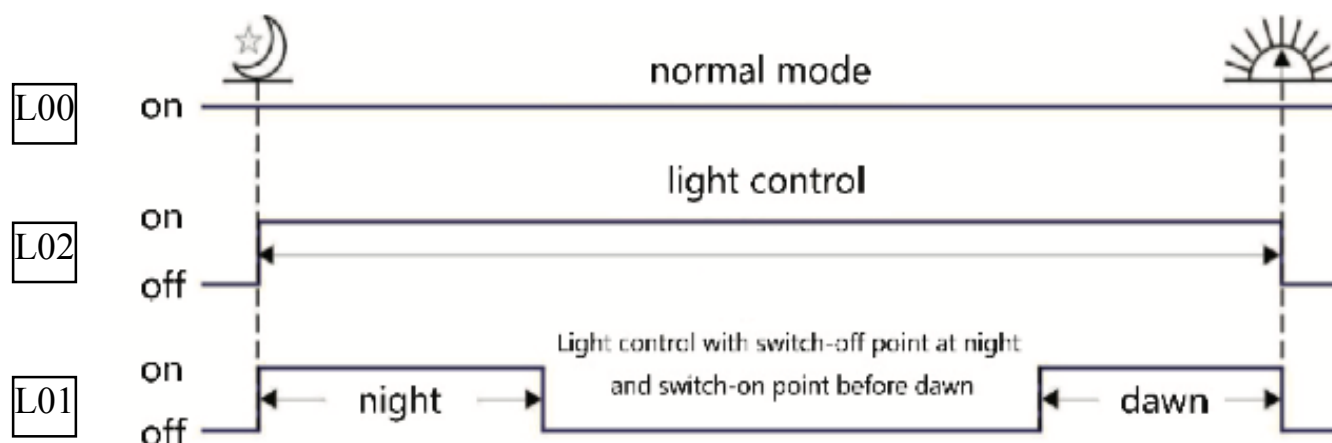 normal mode
L00
on
light control
on
L02
off
Light control with switch-off point at night
on
and switch-on point before dawn
L01
night
dawn
off